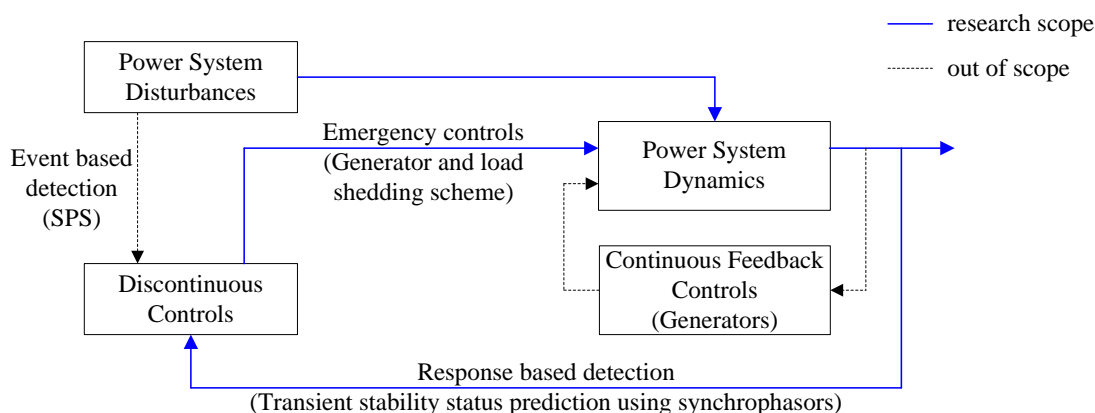 research scope
out of scope
Power System
Disturbances
Event based
detection
(SPS)
Emergency controls
(Generator and load
shedding scheme)
Power System
Dynamics
Discontinuous
Controls
Continuous Feedback
Controls
(Generators)
Response based detection
(Transient stability status prediction using synchrophasors)